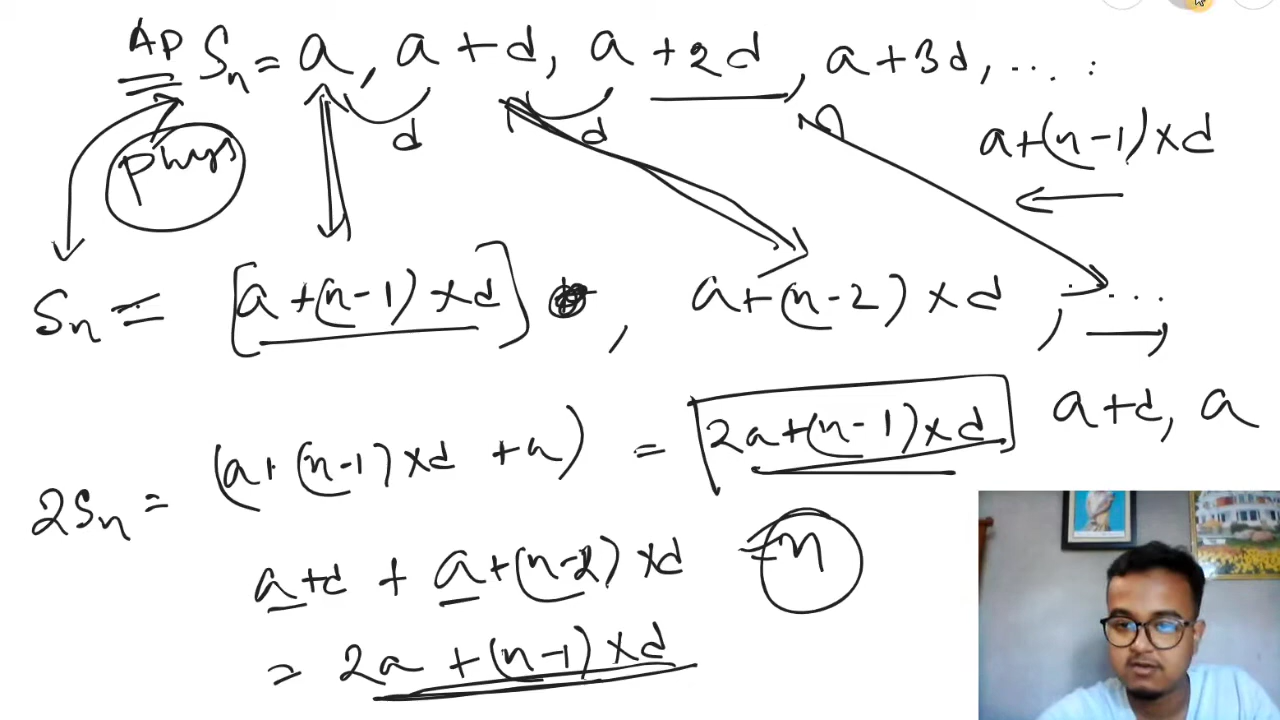 AP Sn = a, a + d, a + 2d, a + 3d, ....:
d d
phys
a+(n-1)×d
Sn = [a+(n-1)×d] , a+(n-2)×d , ....,
a+d, a
2Sn = (a+(n-1)×d +a) = 2a+(n-1)×d
a+d + a+(n-2)×d = n
= 2a +(n-1)×d